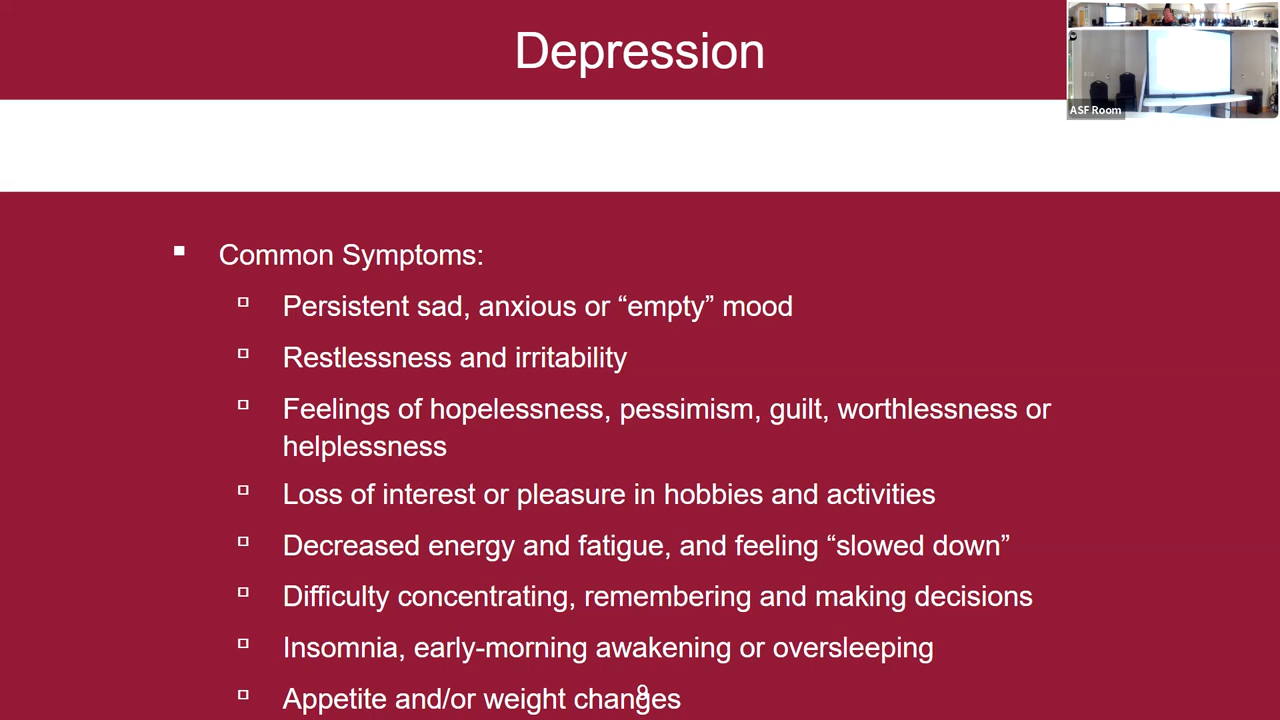 Depression
ASF Room
Common Symptoms:
Persistent sad, anxious or “empty” mood
Restlessness and irritability
Feelings of hopelessness, pessimism, guilt, worthlessness or
helplessness
Loss of interest or pleasure in hobbies and activities
Decreased energy and fatigue, and feeling “slowed down”
Difficulty concentrating, remembering and making decisions
Insomnia, early-morning awakening or oversleeping
Appetite and/or weight changes
9